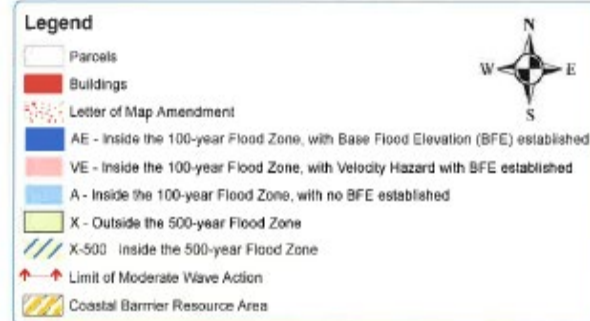 Legend
N
W E
S
Parcels
Buildings
Letter of Map Amendment
AE - Inside the 100-year Flood Zone, with Base Flood Elevation (BFE) established
VE - Inside the 100-year Flood Zone, with Velocity Hazard with BFE established
A - Inside the 100-year Flood Zone, with no BFE established
X - Outside the 500-year Flood Zone
X-500 Inside the 500-year Flood Zone
Limit of Moderate Wave Action
Coastal Barrrier Resource Area